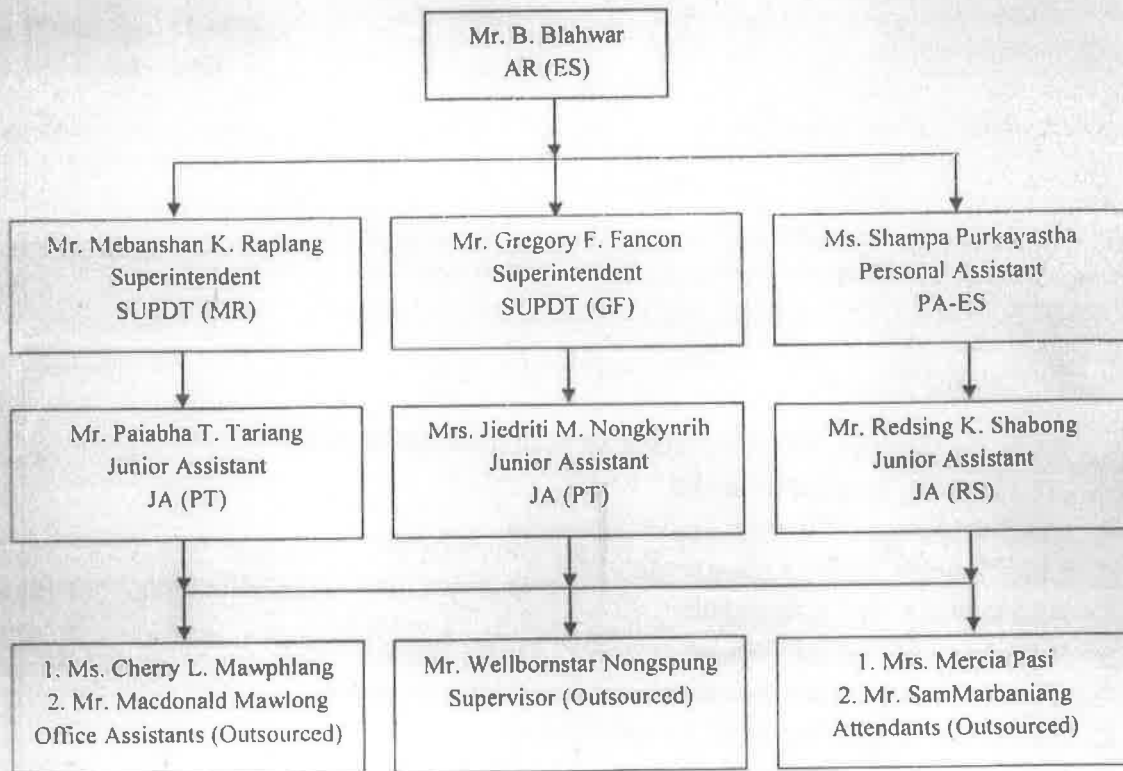 Mr. B. Blahwar
AR (ES)
Mr. Mebanshan K. Raplang
Superintendent
SUPDT (MR)
Mr. Gregory F. Fancon
Superintendent
SUPDT (GF)
Ms. Shampa Purkayastha
Personal Assistant
PA-ES
Mr. Paiabha T. Tariang
Junior Assistant
JA (PT)
Mrs. Jiedriti M. Nongkynrih
Junior Assistant
JA (PT)
Mr. Redsing K. Shabong
Junior Assistant
JA (RS)
1. Ms. Cherry L. Mawphlang
2. Mr. Macdonald Mawlong
Office Assistants (Outsourced)
Mr. Wellbornstar Nongspung
Supervisor (Outsourced)
1. Mrs. Mercia Pasi
2. Mr. SamMarbaniang
Attendants (Outsourced)